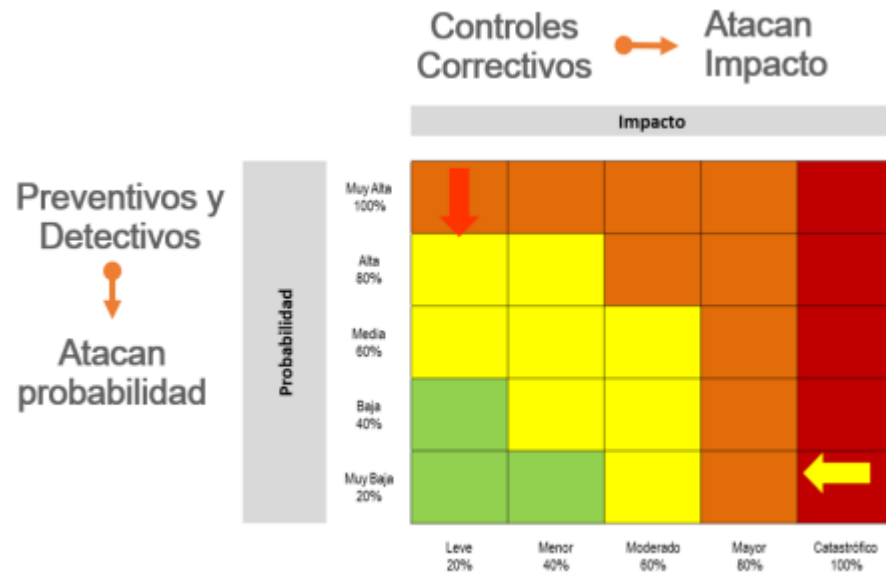 Controles
Correctivos
Atacan
Impacto
Impacto
Preventivos y
Detectivos
Atacan
probabilidad
Probabilidad
Muy Alta
100%
Alta
80%
Media
60%
Baja
40%
Muy Baja
20%
Leve
20%
Menor
40%
Moderado
60%
Mayor
80%
Catastrófico
100%